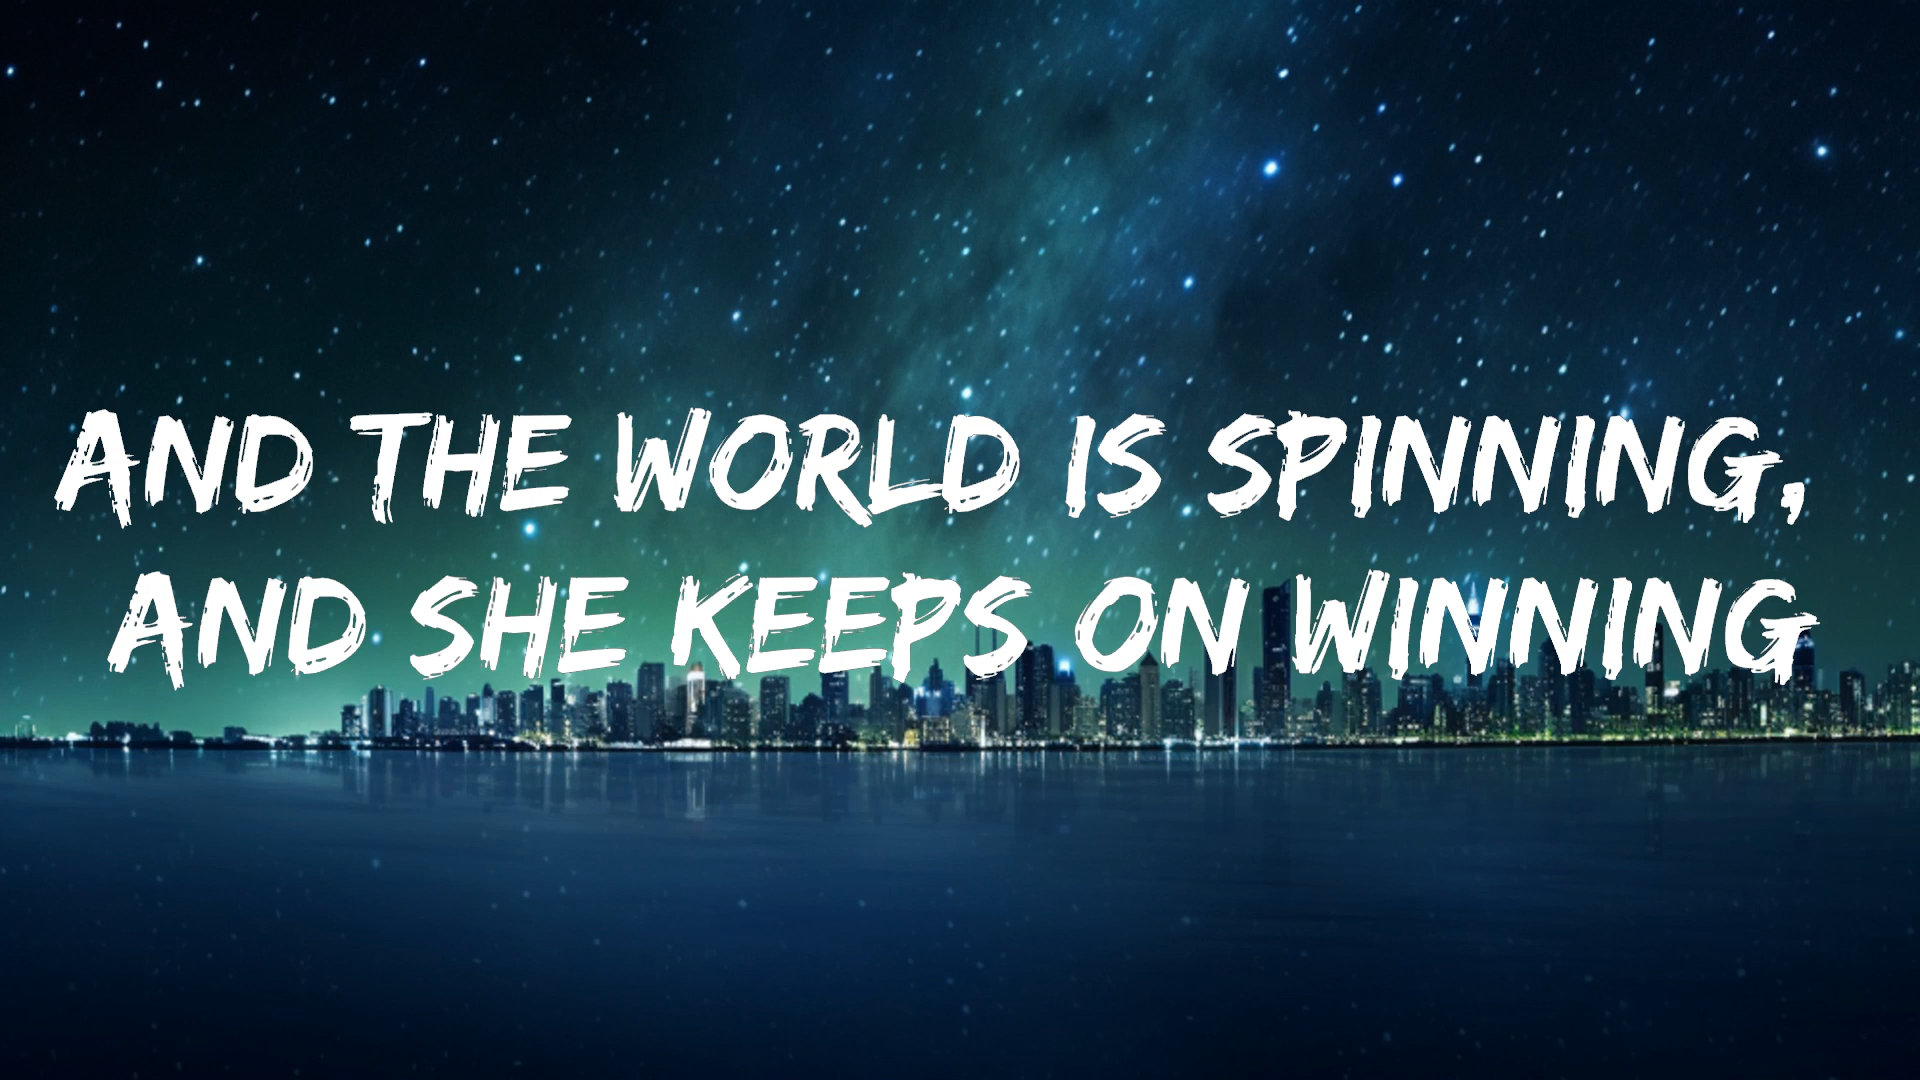 AND THE WORLD IS SPINNING,
AND SHE KEEPS ON WINNING